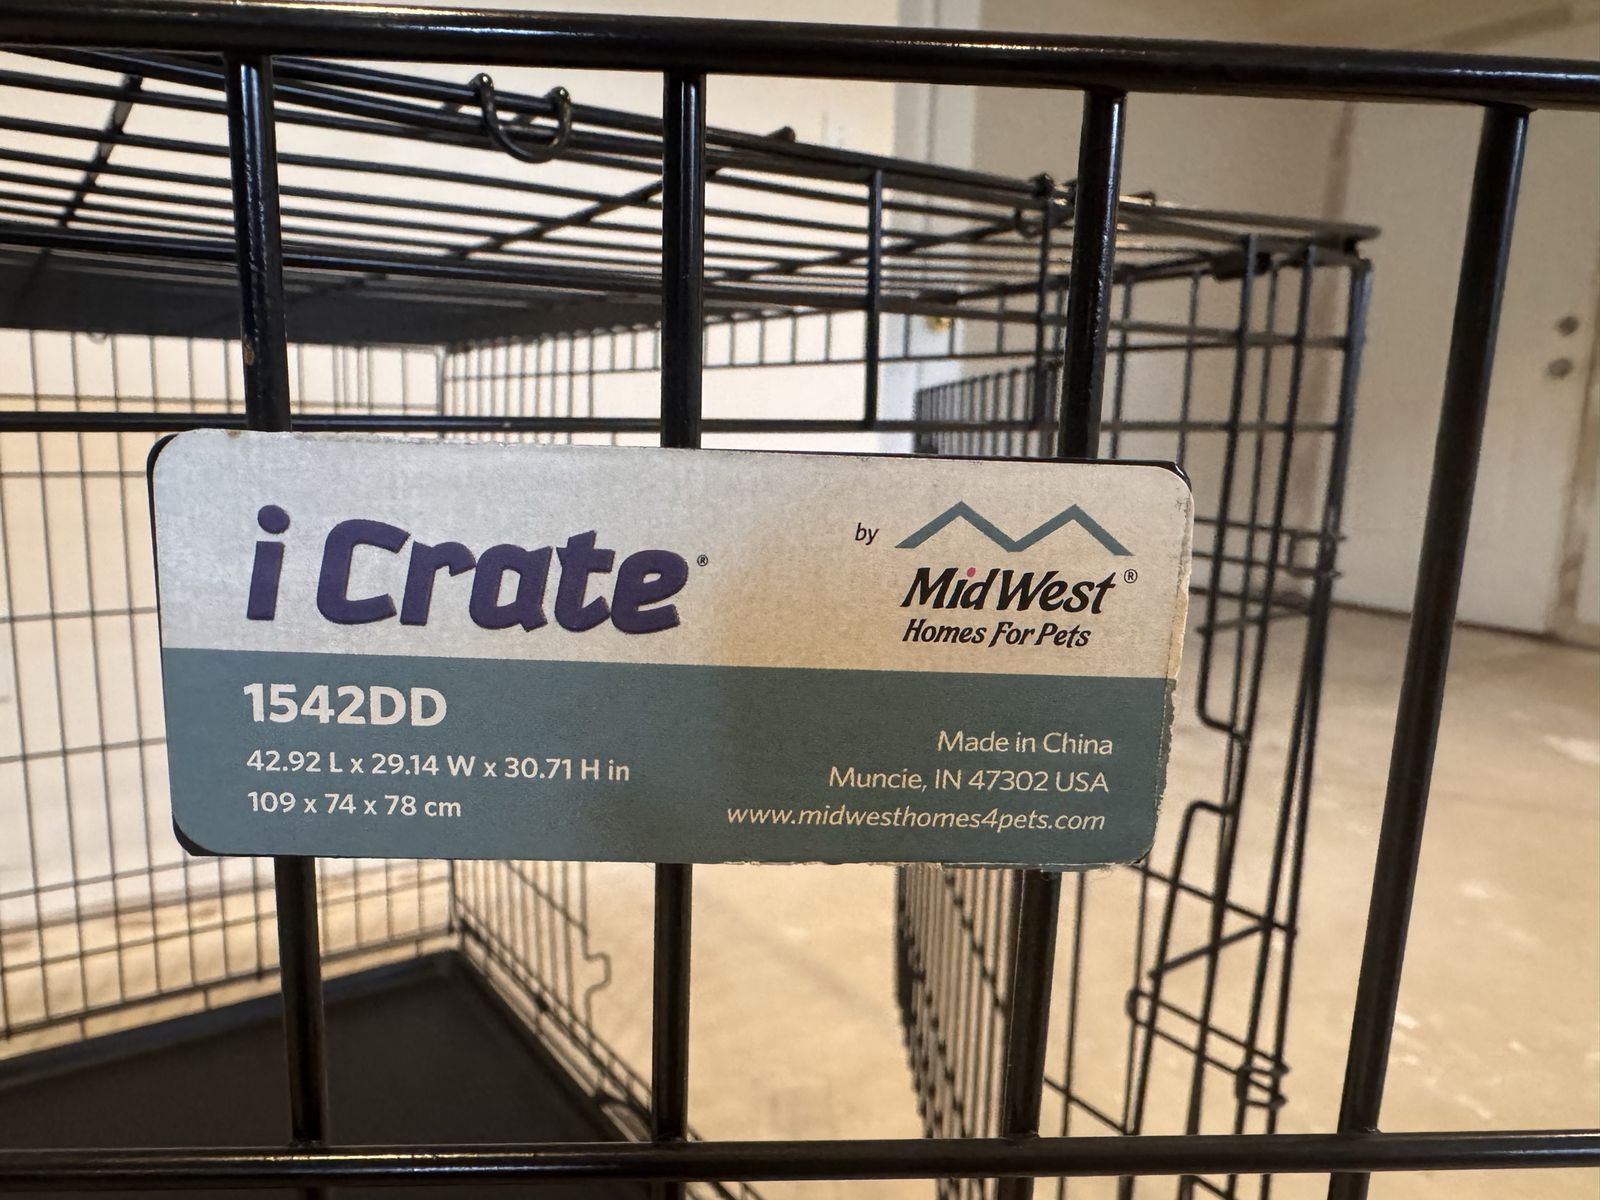 i Crate®
by
MidWest®
Homes For Pets
1542DD
42.92 L x 29.14 W x 30.71 H in
109 x 74 x 78 cm
Made in China
Muncie, IN 47302 USA
www.midwesthomes4pets.com